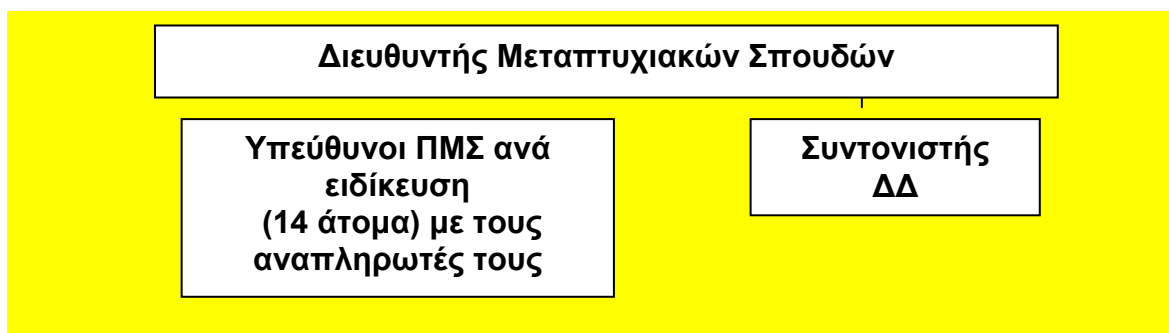 Διευθυντής Μεταπτυχιακών Σπουδών
Υπεύθυνοι ΠΜΣ ανά
ειδίκευση
(14 άτομα) με τους
αναπληρωτές τους
Συντονιστής
ΔΔ